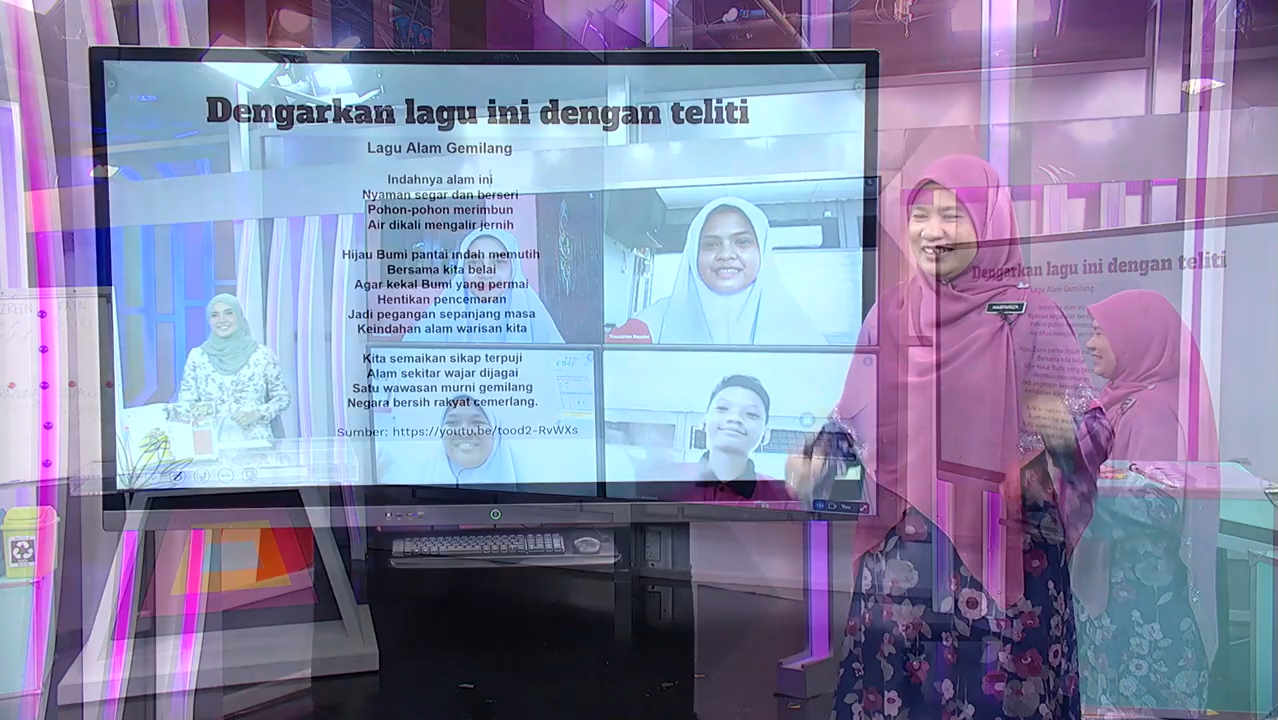 Dengarkan lagu ini dengan teliti
Lagu Alam Gemilang
Indahnya alam ini
Nyaman segar dan berseri
Pohon-pohon merimbun
Air dikali mengalir jernih
Hijau Bumi pantai indah memutih
Bersama kita belai
Agar kekal Bumi yang permai
Hentikan pencemaran
Jadi pegangan sepanjang masa
Keindahan alam warisan kita
Kita semaikan sikap terpuji
Alam sekitar wajar dijagai
Satu wawasan murni gemilang
Negara bersih rakyat cemerlang.
Sumber: https://youtu.be/tood2-RvWXs
You
Dengarkan lagu ini dengan teliti
Lagu Alam Gemilang